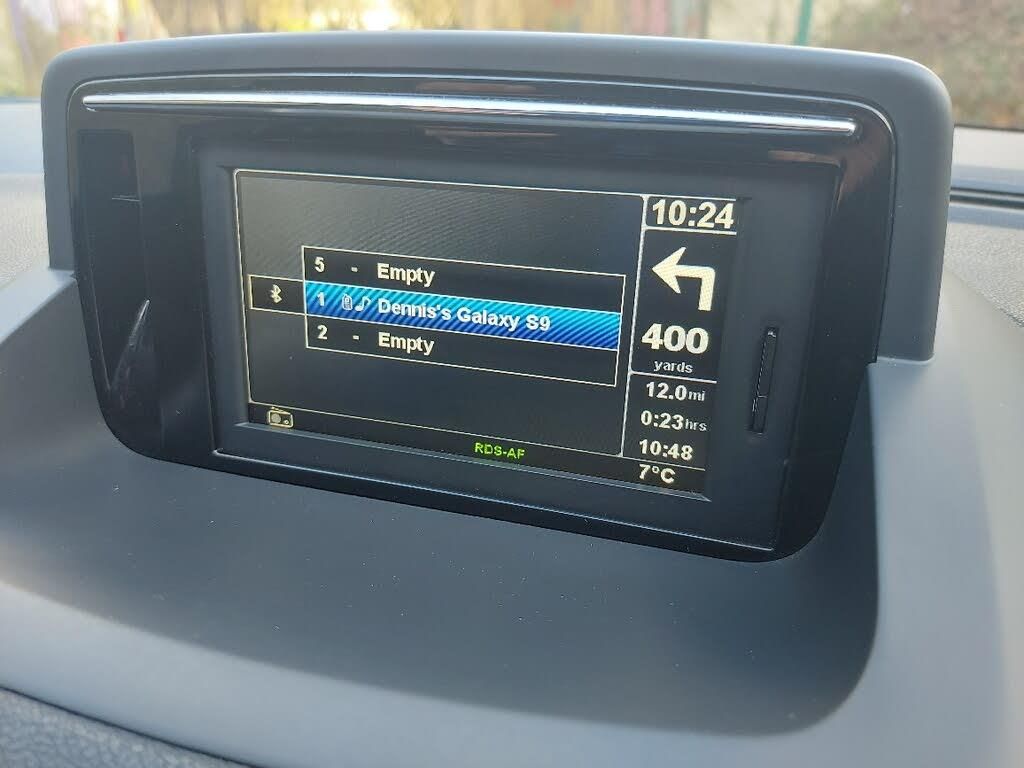 5 - Empty
1 Dennis's Galaxy S9
2 - Empty
RDS-AF
10:24
400
yards
12.0mi
0:23hrs
10:48
7°C